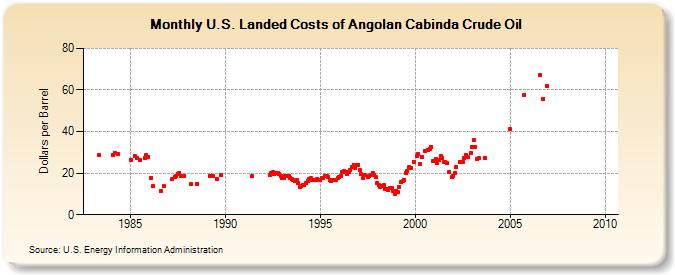 Monthly U.S. Landed Costs of Angolan Cabinda Crude Oil
Dollars per Barrel
80
60
40
20
0
1985 1990 1995 2000 2005 2010
Source: U.S. Energy Information Administration